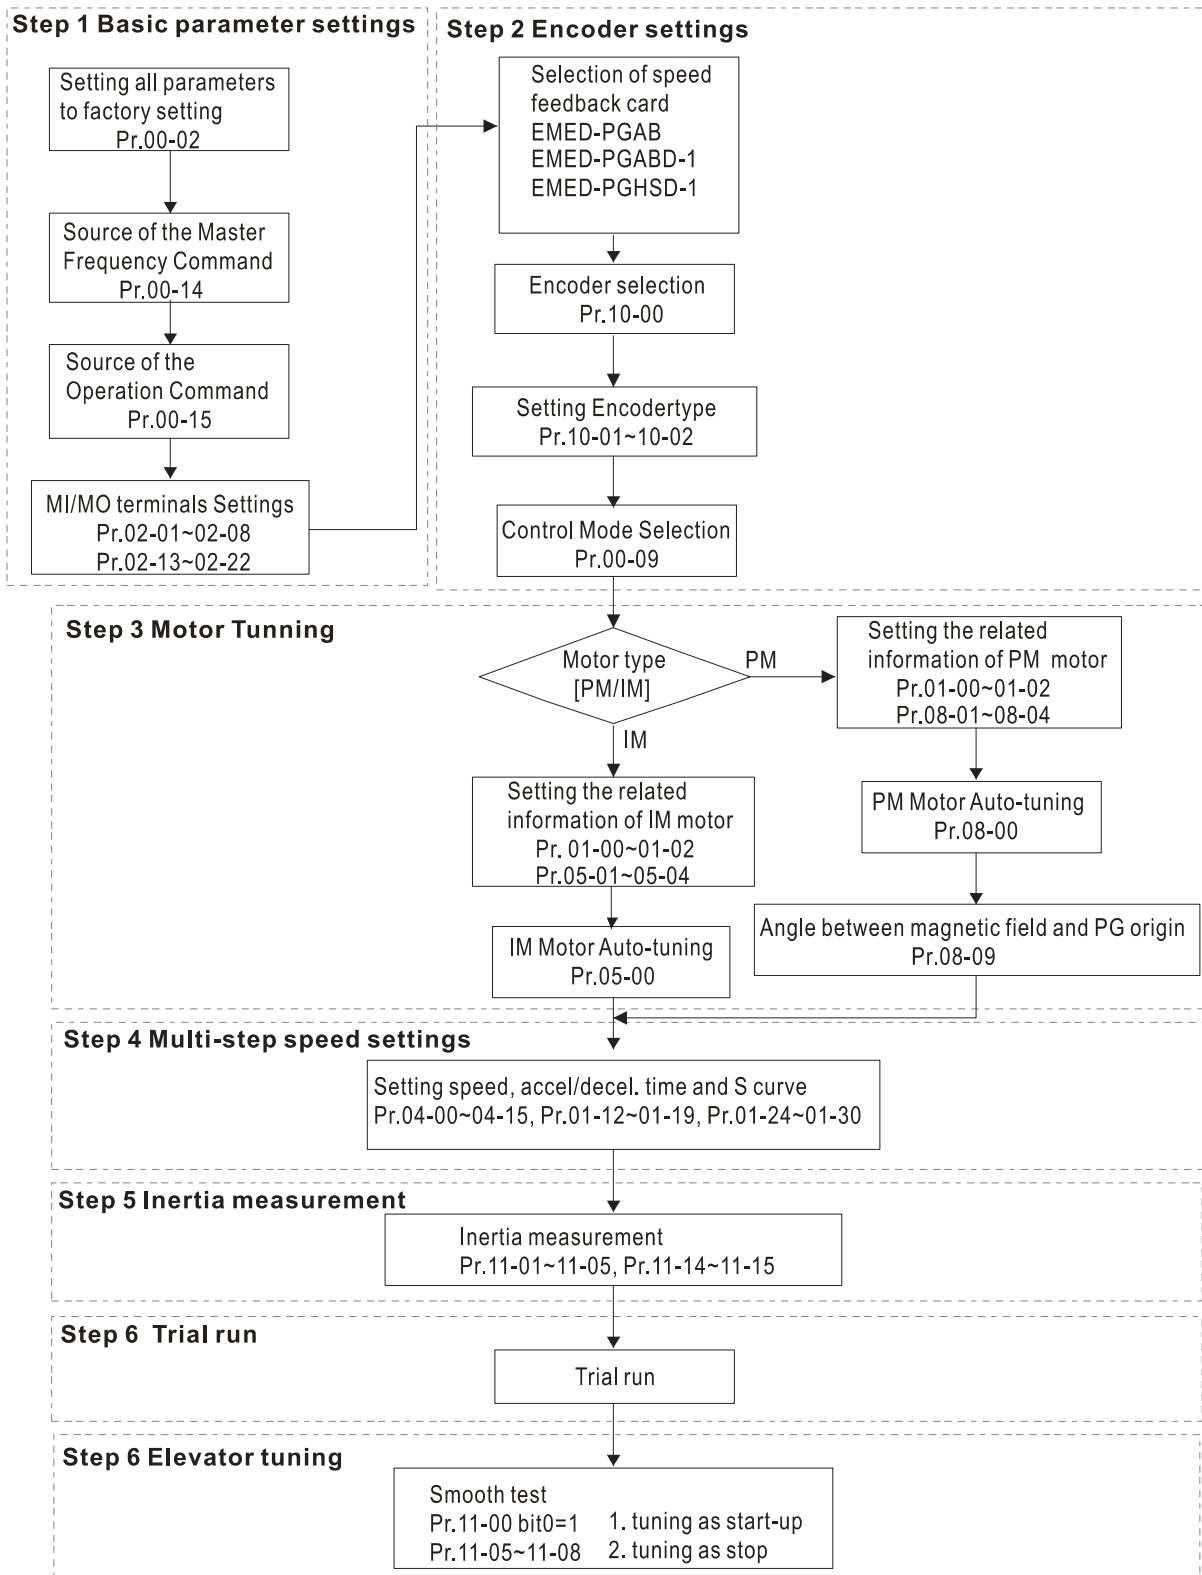 Step 1 Basic parameter settings
Setting all parameters
to factory setting
Pr.00-02
Source of the Master
Frequency Command
Pr.00-14
Source of the
Operation Command
Pr.00-15
MI/MO terminals Settings
Pr.02-01~02-08
Pr.02-13~02-22
Step 2 Encoder settings
Selection of speed
feedback card
EMED-PGAB
EMED-PGABD-1
EMED-PGHSD-1
Encoder selection
Pr.10-00
Setting Encodertype
Pr.10-01~10-02
Control Mode Selection
Pr.00-09
Step 3 Motor Tunning
Motor type
[PM/IM]
PM
IM
Setting the related
information of PM motor
Pr.01-00~01-02
Pr.08-01~08-04
PM Motor Auto-tuning
Pr.08-00
Angle between magnetic field and PG origin
Pr.08-09
Setting the related
information of IM motor
Pr. 01-00~01-02
Pr.05-01~05-04
IM Motor Auto-tuning
Pr.05-00
Step 4 Multi-step speed settings
Setting speed, accel/decel. time and S curve
Pr.04-00~04-15, Pr.01-12~01-19, Pr.01-24~01-30
Step 5 Inertia measurement
Inertia measurement
Pr.11-01~11-05, Pr.11-14~11-15
Step 6 Trial run
Trial run
Step 6 Elevator tuning
Smooth test
Pr.11-00 bit0=1 1. tuning as start-up
Pr.11-05~11-08 2. tuning as stop